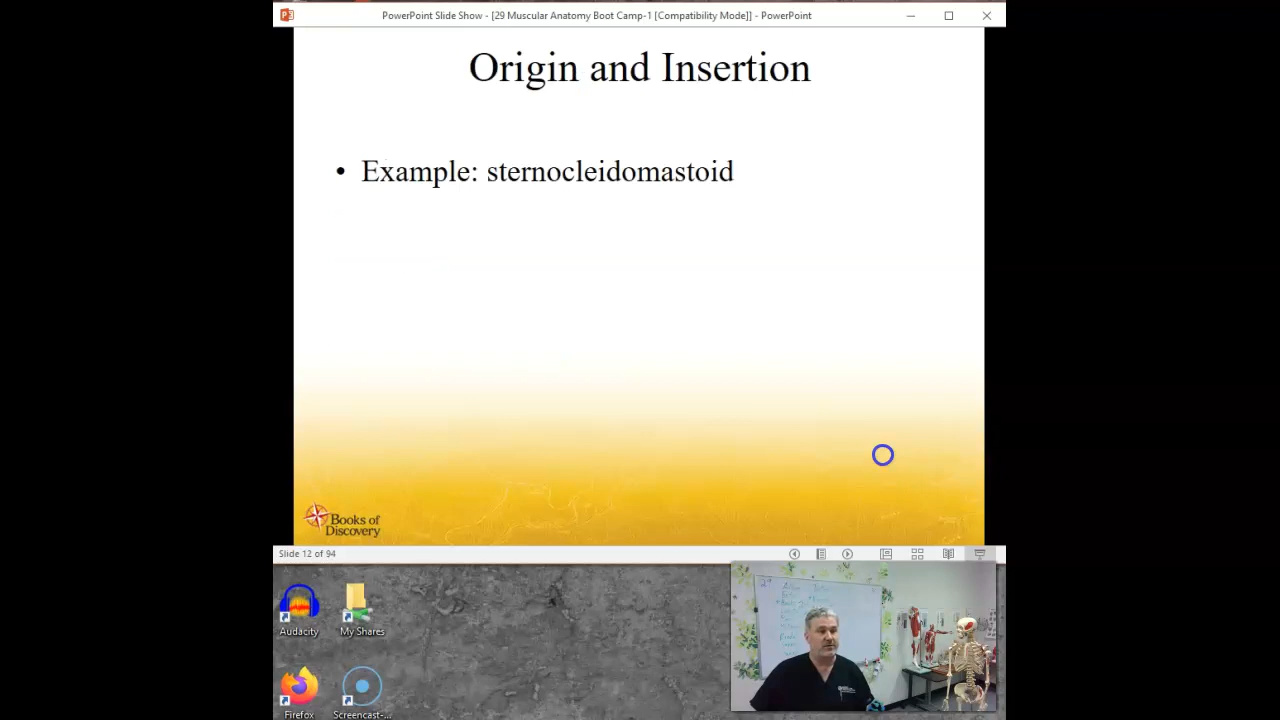 PowerPoint Slide Show - [29 Muscular Anatomy Boot Camp-1 [Compatibility Mode]] - PowerPoint
Origin and Insertion
• Example: sternocleidomastoid
Books of
Discovery
Slide 12 of 94
Audacity
My Shares
Firefox
Screencast-...